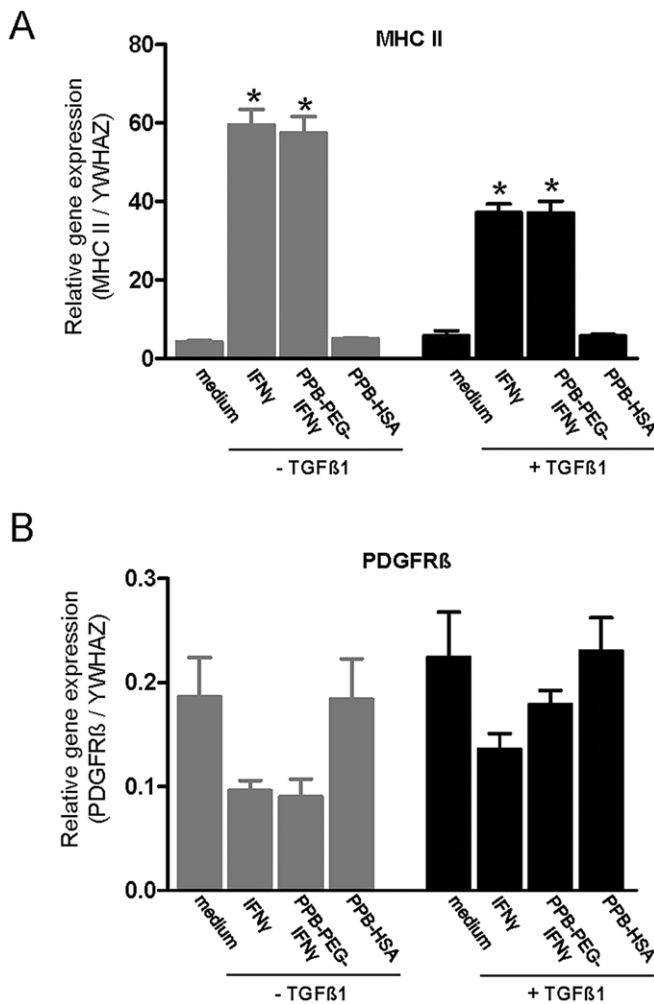 A
MHC II
Relative gene expression
(MHC II / YWHAZ)
80
60
40
20
0
* * * *
medium IFNγ PPB-PEG-IFNγ PPB-HSA medium IFNγ PPB-PEG-IFNγ PPB-HSA
- TGFß1 + TGFß1
B
PDGFRß
Relative gene expression
(PDGFRß / YWHAZ)
0.3
0.2
0.1
0.0
medium IFNγ PPB-PEG-IFNγ PPB-HSA medium IFNγ PPB-PEG-IFNγ PPB-HSA
- TGFß1 + TGFß1